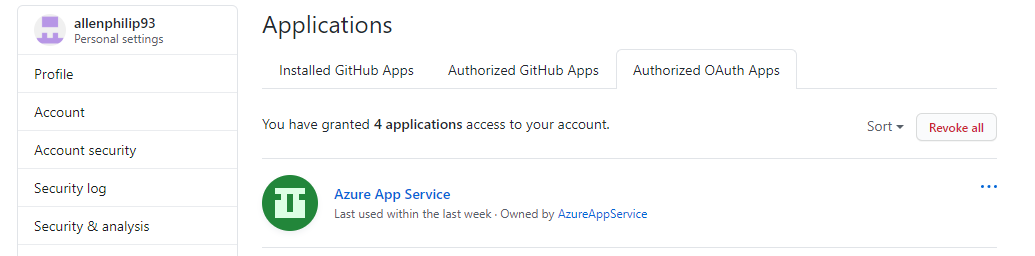 allenphilip93
Personal settings
Profile
Account
Account security
Security log
Security & analysis
Applications
Installed GitHub Apps
Authorized GitHub Apps
Authorized OAuth Apps
You have granted 4 applications access to your account.
Sort
Revoke all
Azure App Service
Last used within the last week · Owned by AzureAppService